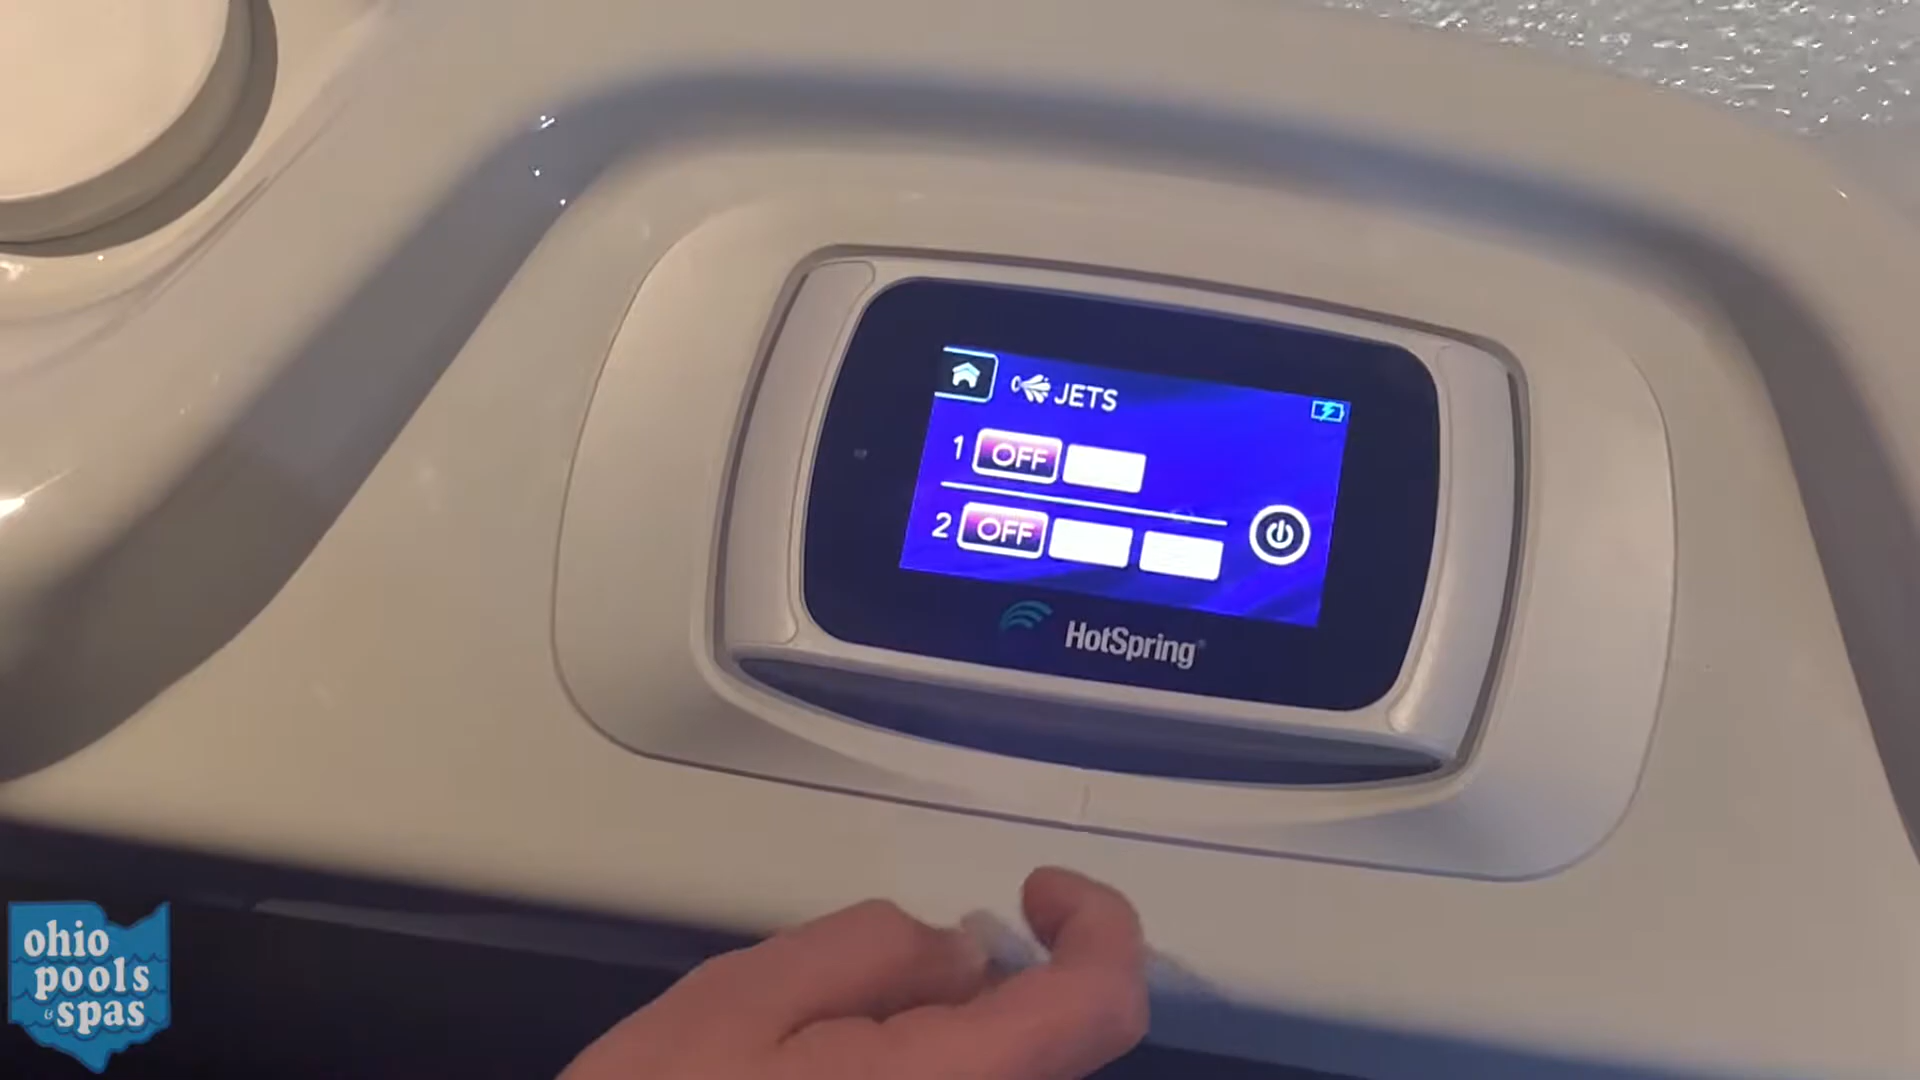 JETS
1 OFF
2 OFF
HotSpring
ohio
pools
& spas